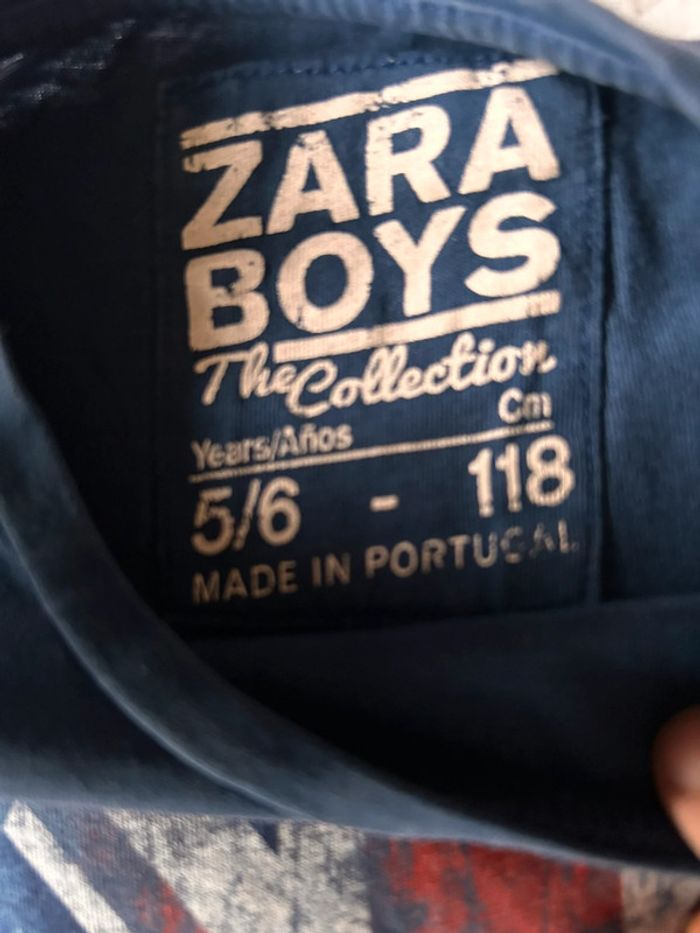 ZARA
BOYS
The Collection
Cm
Years/Años
5/6 - 118
MADE IN PORTUGAL